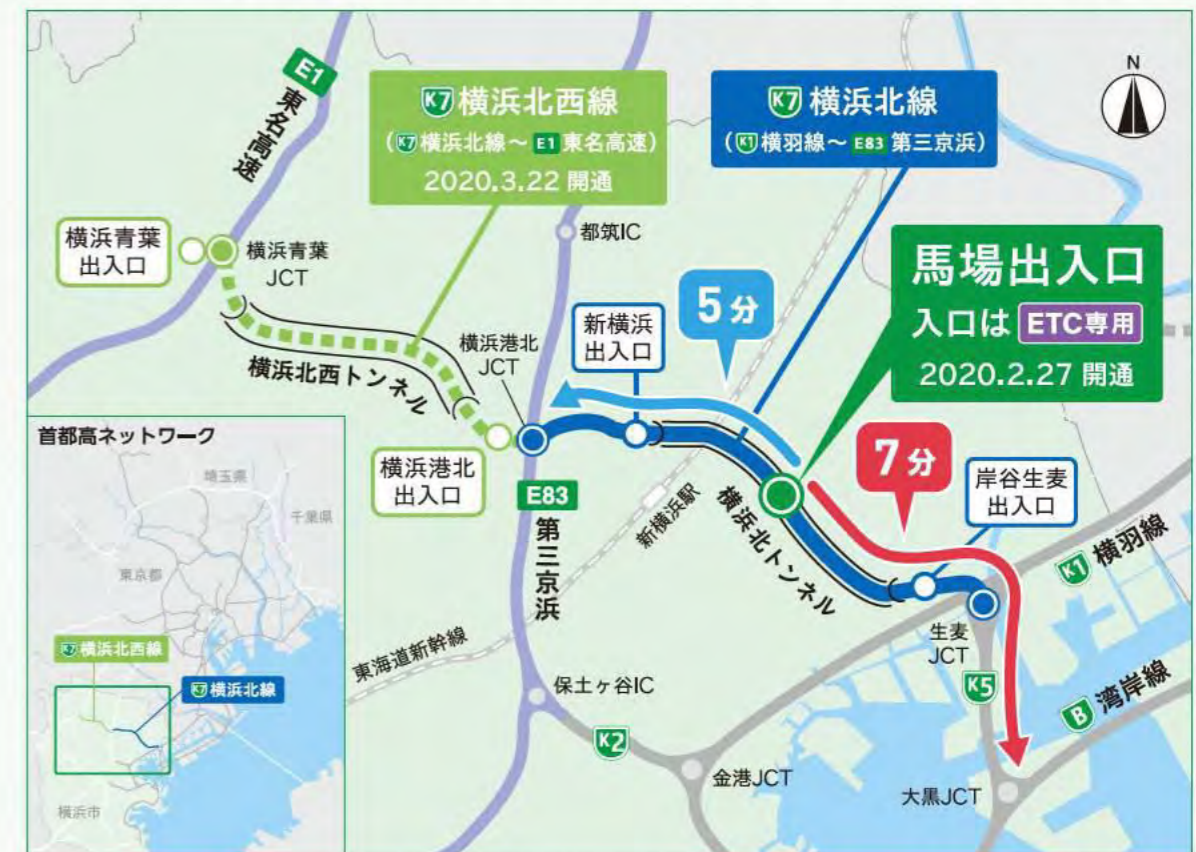 E1
東名高速
K7 横浜北西線
(K7 横浜北線～E1 東名高速)
2020.3.22 開通
K7 横浜北線
(K1 横羽線～E83 第三京浜)
N
横浜青葉
出入口
横浜青葉
JCT
都筑IC
馬場出入口
入口は ETC専用
2020.2.27 開通
5分
新横浜
出入口
横浜港北
JCT
横浜北西トンネル
7分
岸谷生麦
出入口
横浜港北
出入口
E83
第三京浜
新横浜駅
横浜北トンネル
K1 横羽線
生麦
JCT
東海道新幹線
保土ヶ谷IC
K5
B 湾岸線
K2
金港JCT
大黒JCT
首都高ネットワーク
埼玉県
千葉県
東京都
K7 横浜北西線
K7 横浜北線
横浜市